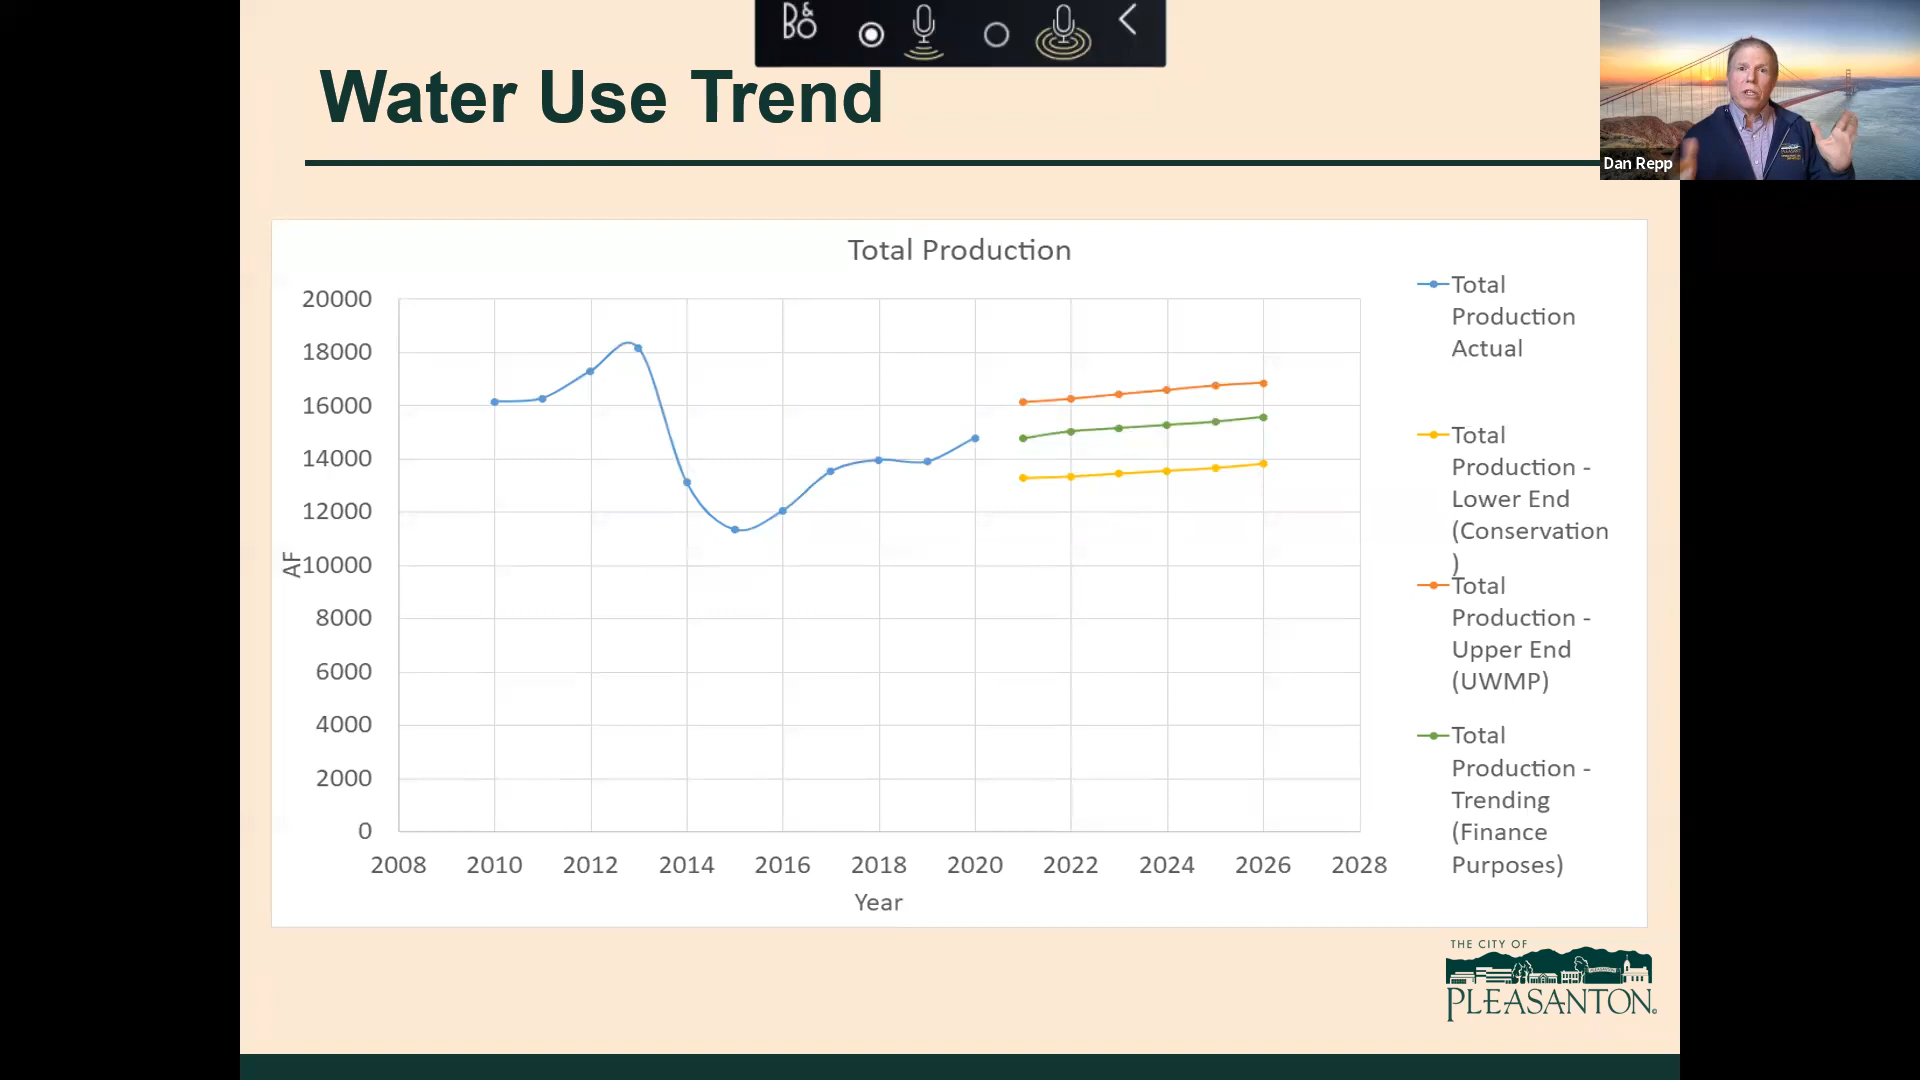 B&O
Water Use Trend
Dan Repp
Total Production
20000
18000
16000
14000
12000
10000
8000
6000
4000
2000
0
AF
2008 2010 2012 2014 2016 2018 2020 2022 2024 2026 2028
Year
Total
Production
Actual
Total
Production -
Lower End
(Conservation
)
Total
Production -
Upper End
(UWMP)
Total
Production -
Trending
(Finance
Purposes)
THE CITY OF
PLEASANTON